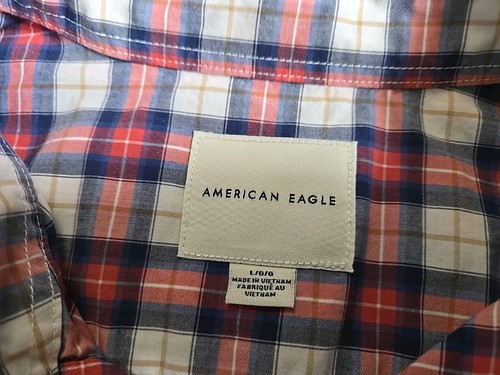 AMERICAN EAGLE
L/G/G
MADE IN VIETNAM
FABRIQUÉ AU
VIETNAM